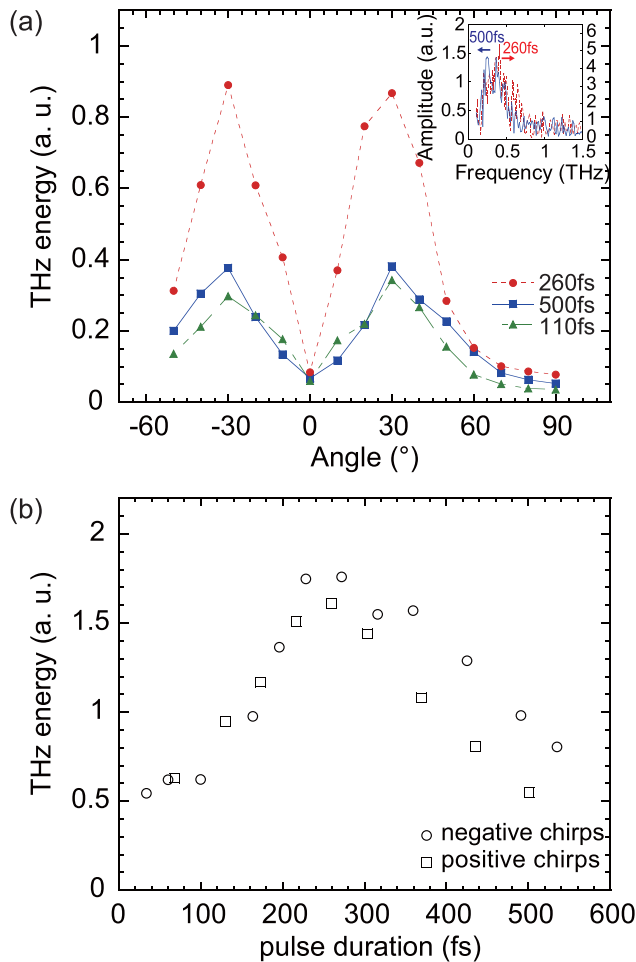 (a)
THz energy (a. u.)
1
0.8
0.6
0.4
0.2
0
-60 -30 0 30 60 90
Angle (°)
Amplitude (a.u.)
2
1.5
1
0.5
0
500fs
260fs
6
5
4
3
2
1
0
0 0.5 1 1.5
Frequency (THz)
260fs
500fs
110fs
(b)
THz energy (a. u.)
2
1.5
1
0.5
0
negative chirps
positive chirps
0 100 200 300 400 500 600
pulse duration (fs)